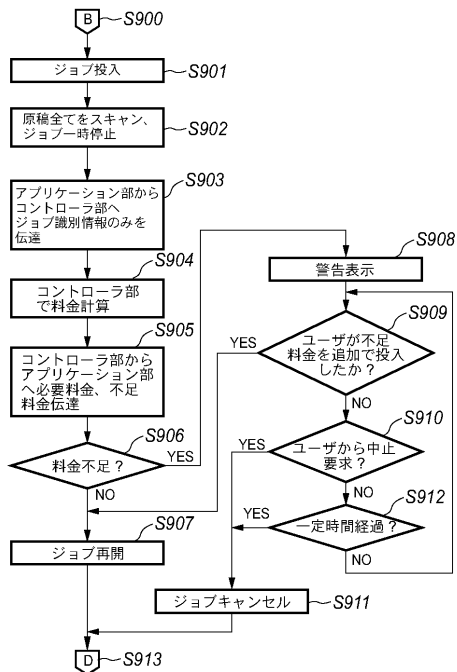 B
S900
ジョブ投入
S901
原稿全てをスキャン、
ジョブ一時停止
S902
アプリケーション部から
コントローラ部へ
ジョブ識別情報のみを
伝達
S903
コントローラ部
で料金計算
S904
コントローラ部から
アプリケーション部
へ必要料金、不足
料金伝達
S905
料金不足？
S906
YES
NO
ジョブ再開
S907
警告表示
S908
ユーザが不足
料金を追加で投入
したか？
S909
YES
NO
ユーザから中止
要求？
S910
YES
NO
一定時間経過？
S912
YES
NO
ジョブキャンセル
S911
D
S913